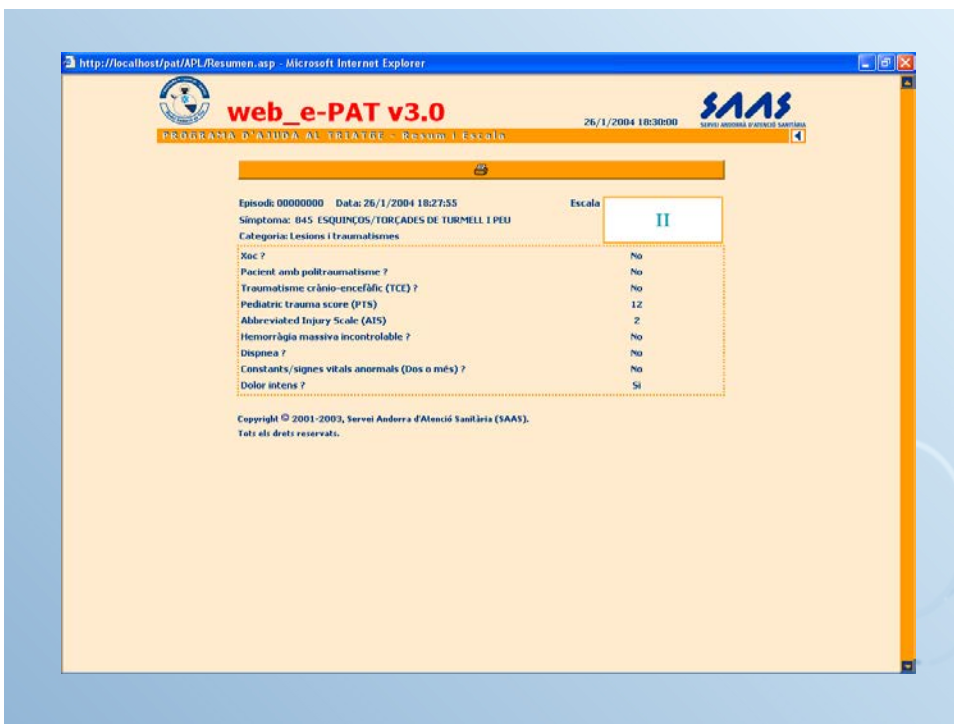 http://localhost/pat/APL/Resumen.asp - Microsoft Internet Explorer
web_e-PAT v3.0
26/1/2004 18:30:00
SAAS
SERVEI ANDORRÀ D'ATENCIÓ SANITÀRIA
PROGRAMA D'AJUDA AL TRIATGE - Resum i Escala
Episodi: 00000000 Data: 26/1/2004 18:27:55 Escala
Símptoma: 845 ESQUINÇOS/TORÇADES DE TURMELL I PEU
II
Categoria: Lesions i traumatismes
Xoc ? No
Pacient amb politraumatisme ? No
Traumatisme crànio-encefàlic (TCE) ? No
Pediatric trauma score (PTS) 12
Abbreviated Injury Scale (AIS) 2
Hemorràgia massiva incontrolable ? No
Dispnea ? No
Constants/signes vitals anormals (Dos o més) ? No
Dolor intens ? Si
Copyright © 2001-2003, Servei Andorra d'Atenció Sanitària (SAAS).
Tots els drets reservats.